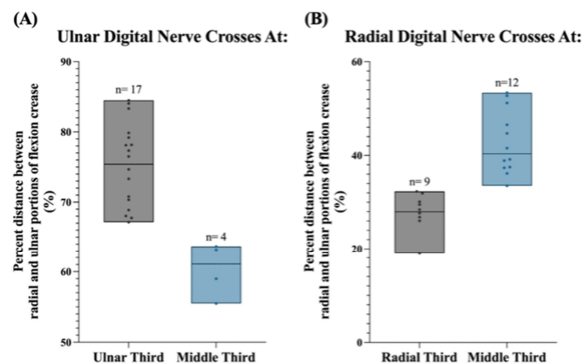 (A)
Ulnar Digital Nerve Crosses At:
Percent distance between
radial and ulnar portions of flexion crease
(%)
90
80
70
60
50
n= 17
n= 4
Ulnar Third
Middle Third
(B)
Radial Digital Nerve Crosses At:
Percent distance between
radial and ulnar portions of flexion crease
(%)
60
40
20
0
n= 9
n=12
Radial Third
Middle Third